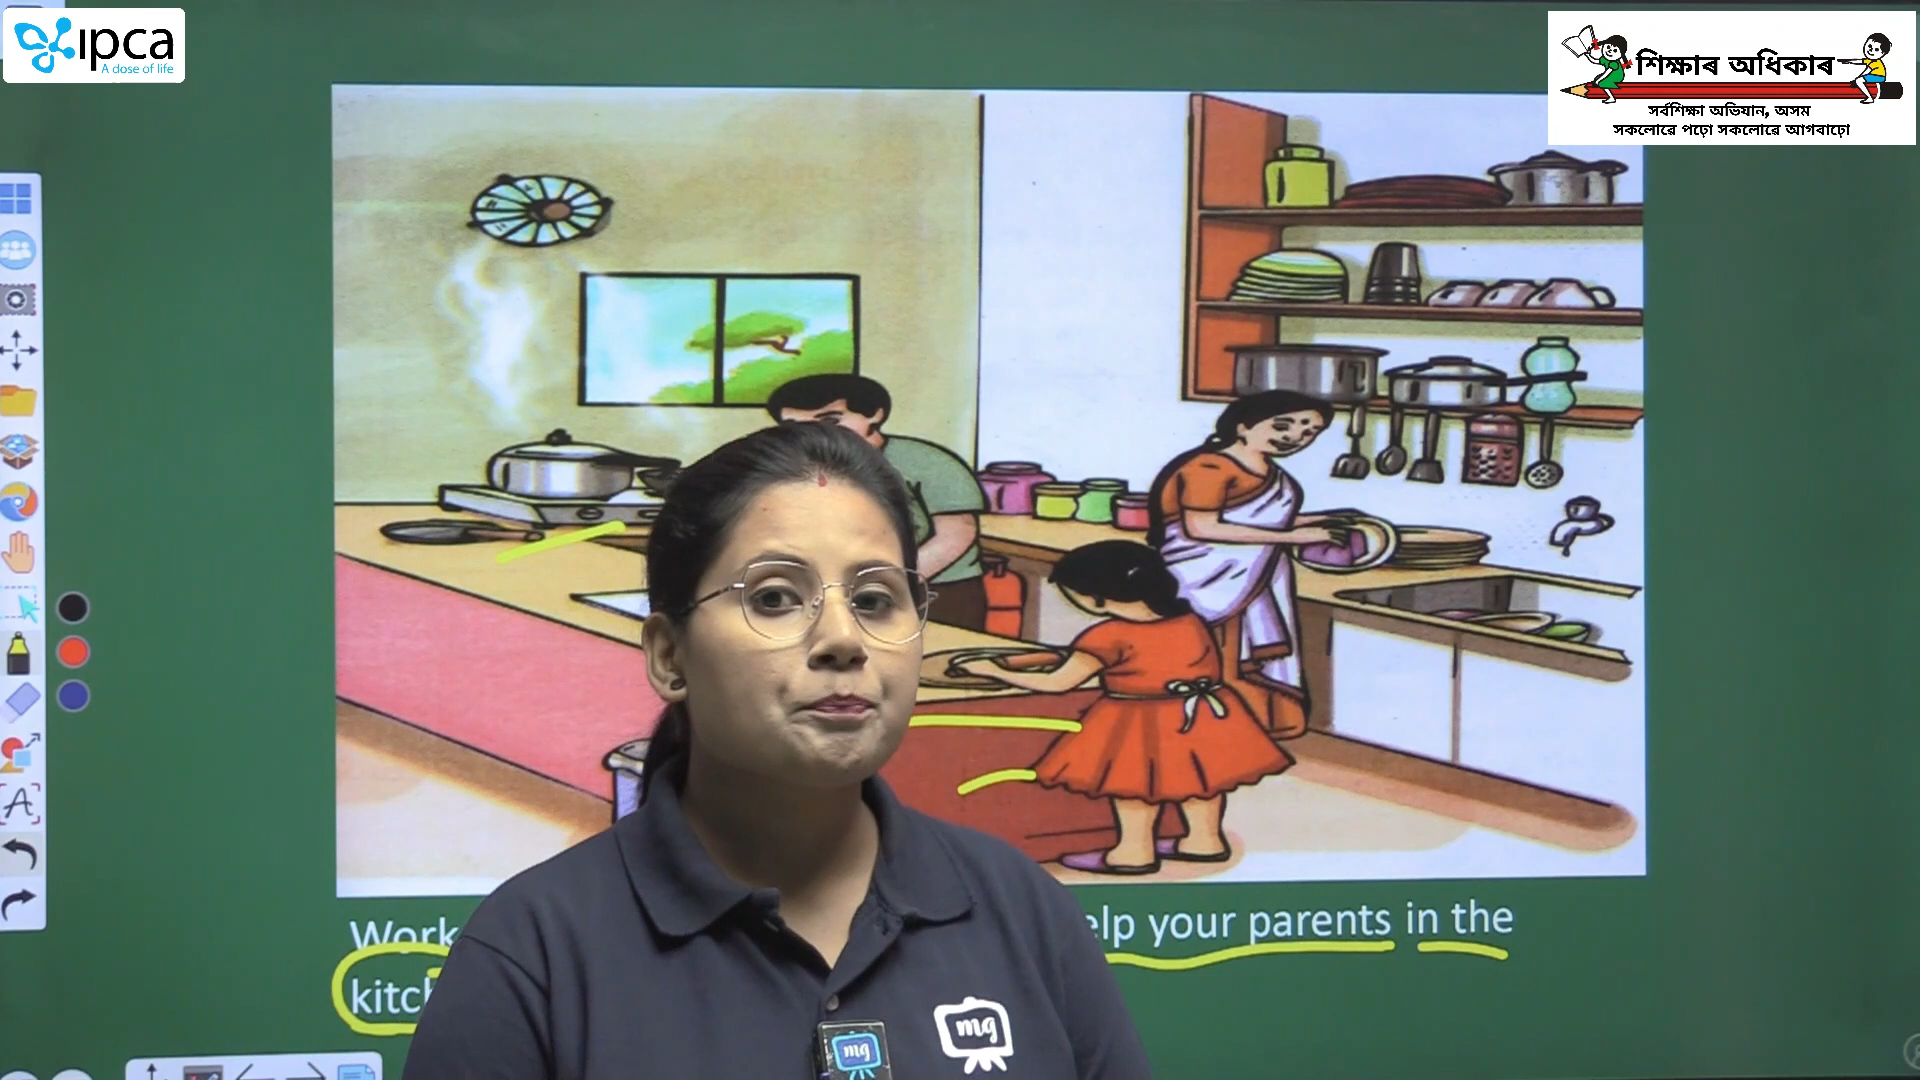 ipca
A dose of life
শিক্ষাৰ অধিকাৰ
সৰ্বশিক্ষা অভিযান, অসম
সকলোৱে পঢ়ো সকলোৱে আগবাঢ়ো
Work
elp your parents in the
kitch
mg
mg